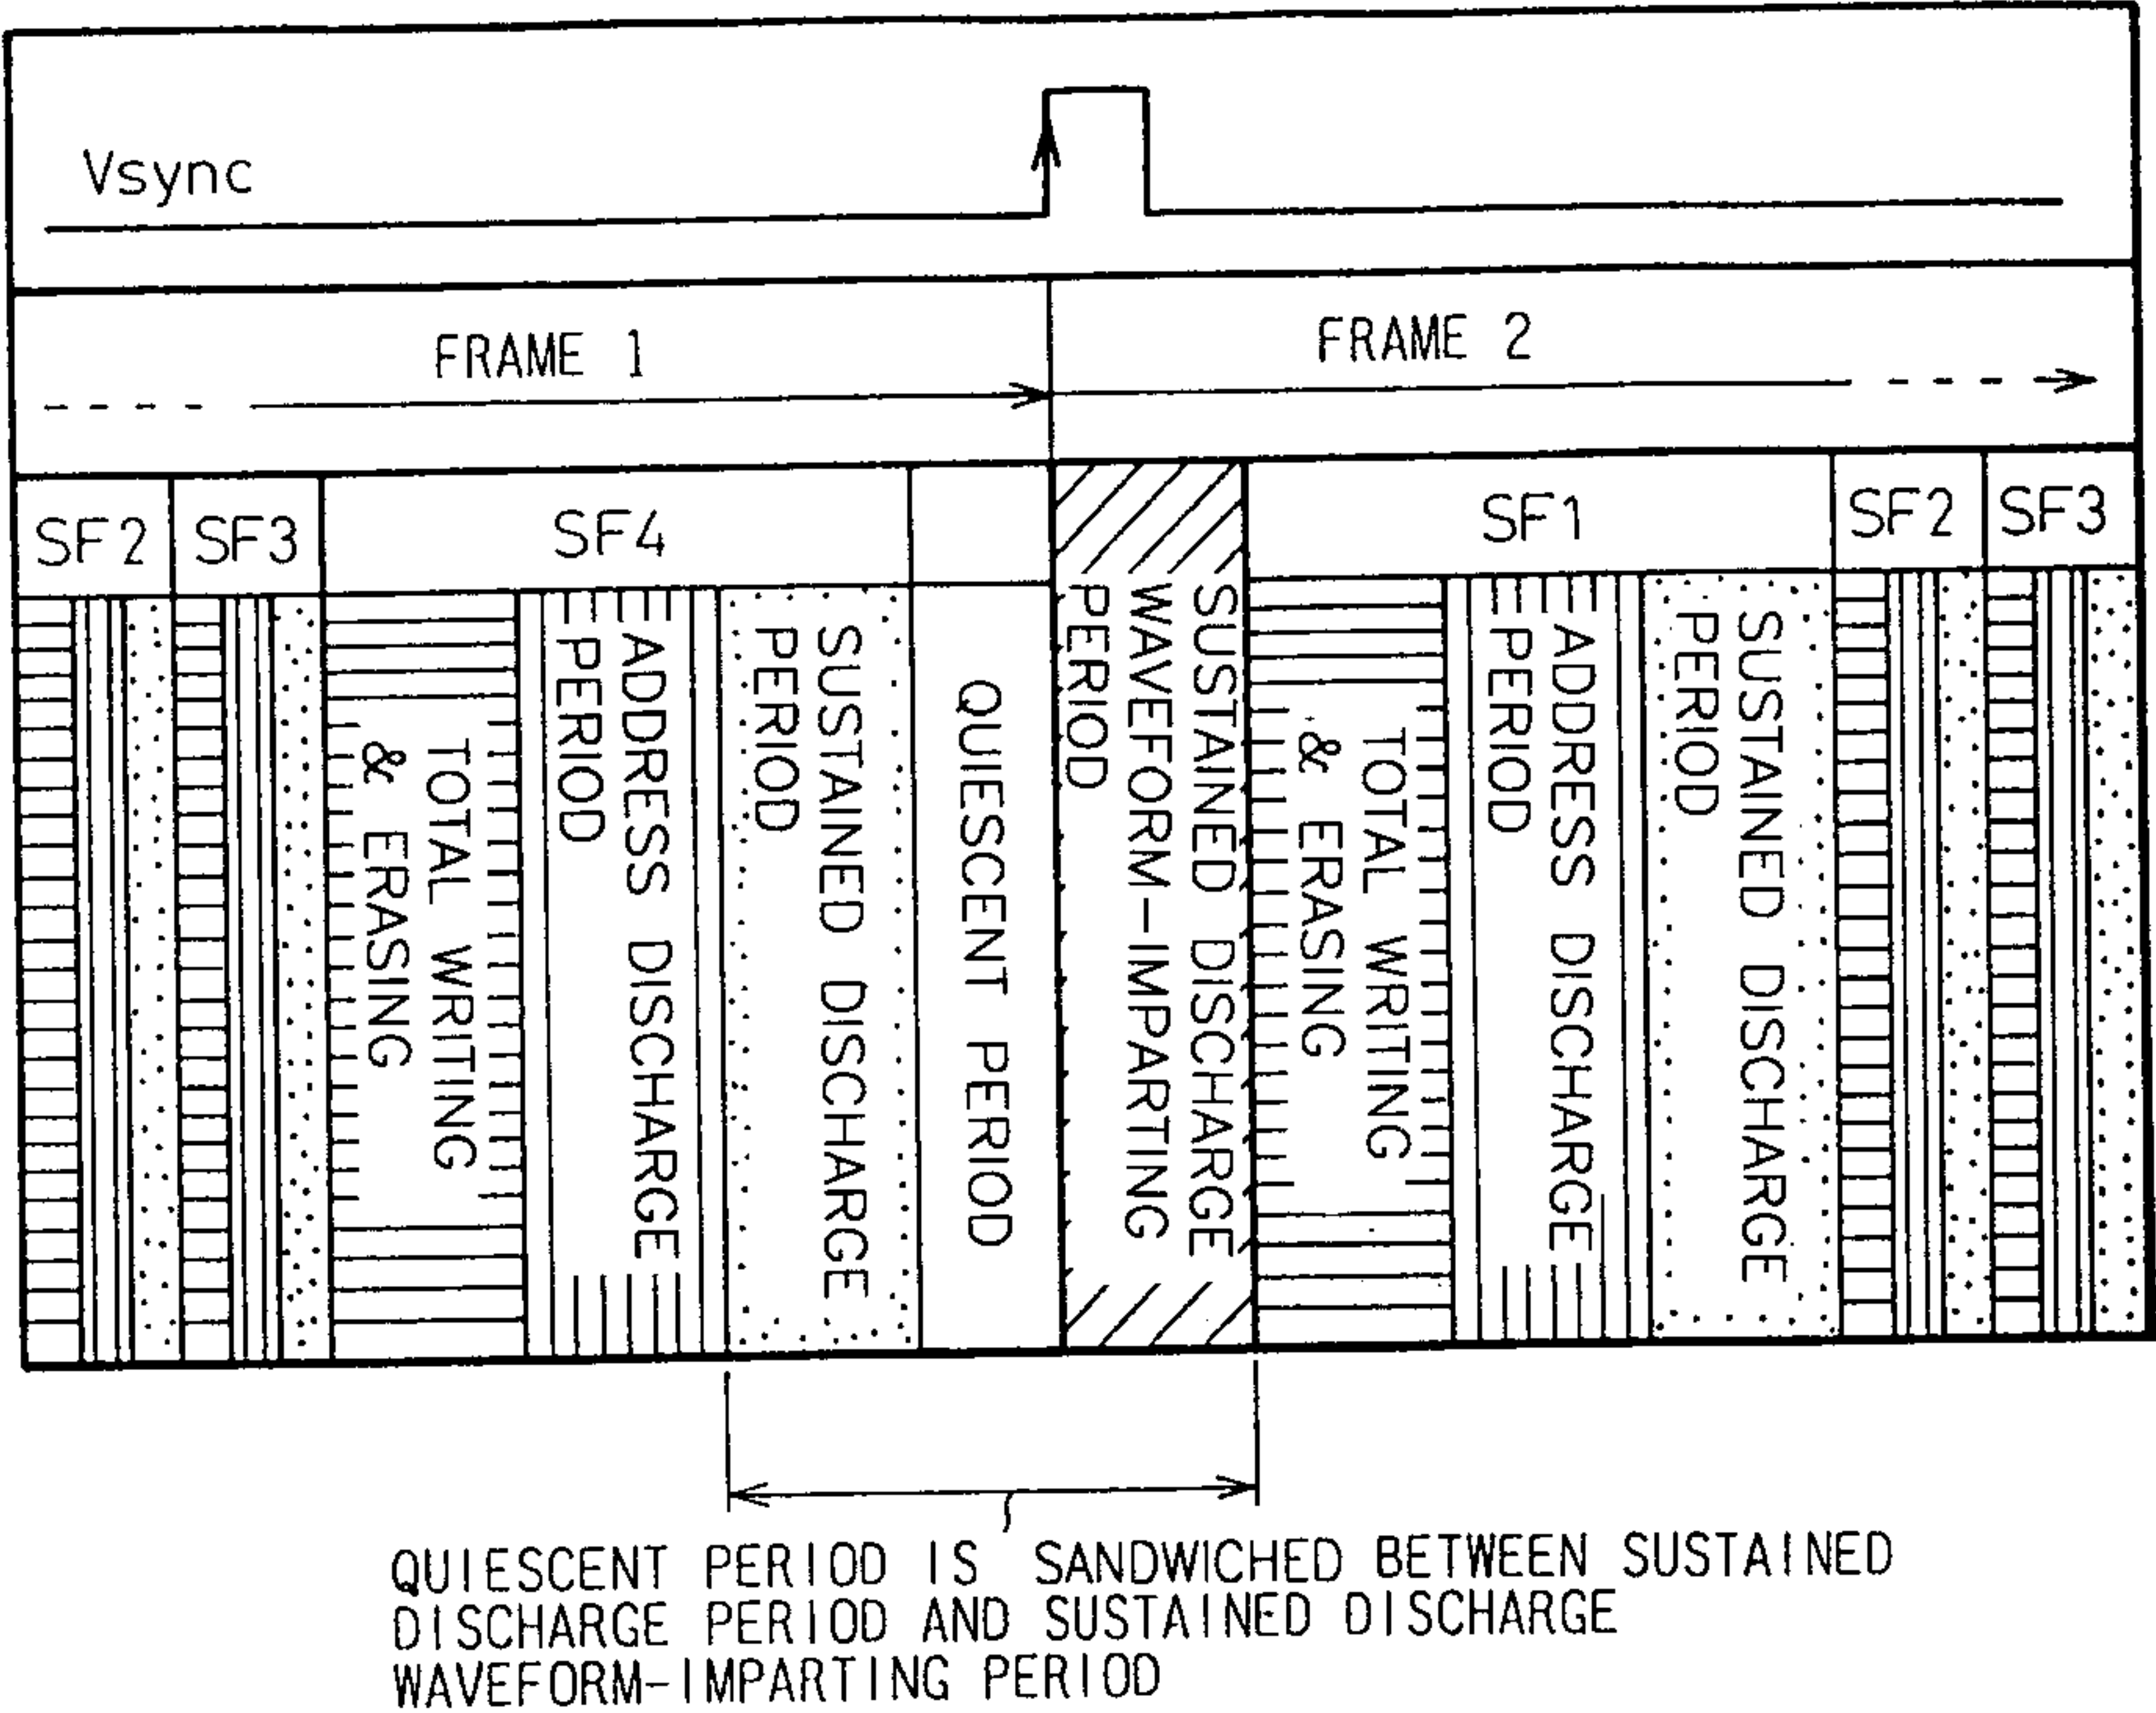 Vsync
FRAME 1
FRAME 2
SF2
SF3
SF4
SF1
SF2
SF3
TOTAL WRITING
& ERASING
ADDRESS DISCHARGE
PERIOD
SUSTAINED DISCHARGE
PERIOD
QUIESCENT PERIOD
SUSTAINED DISCHARGE
WAVEFORM-IMPARTING
PERIOD
TOTAL WRITING
& ERASING
ADDRESS DISCHARGE
PERIOD
SUSTAINED DISCHARGE
PERIOD
QUIESCENT PERIOD IS SANDWICHED BETWEEN SUSTAINED
DISCHARGE PERIOD AND SUSTAINED DISCHARGE
WAVEFORM-IMPARTING PERIOD